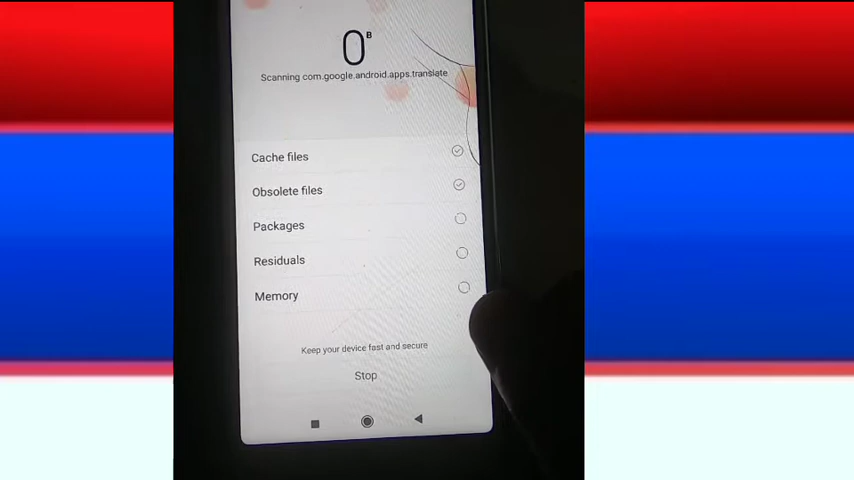 0 B
Scanning com.google.android.apps.translate
Cache files
Obsolete files
Packages
Residuals
Memory
Keep your device fast and secure
Stop